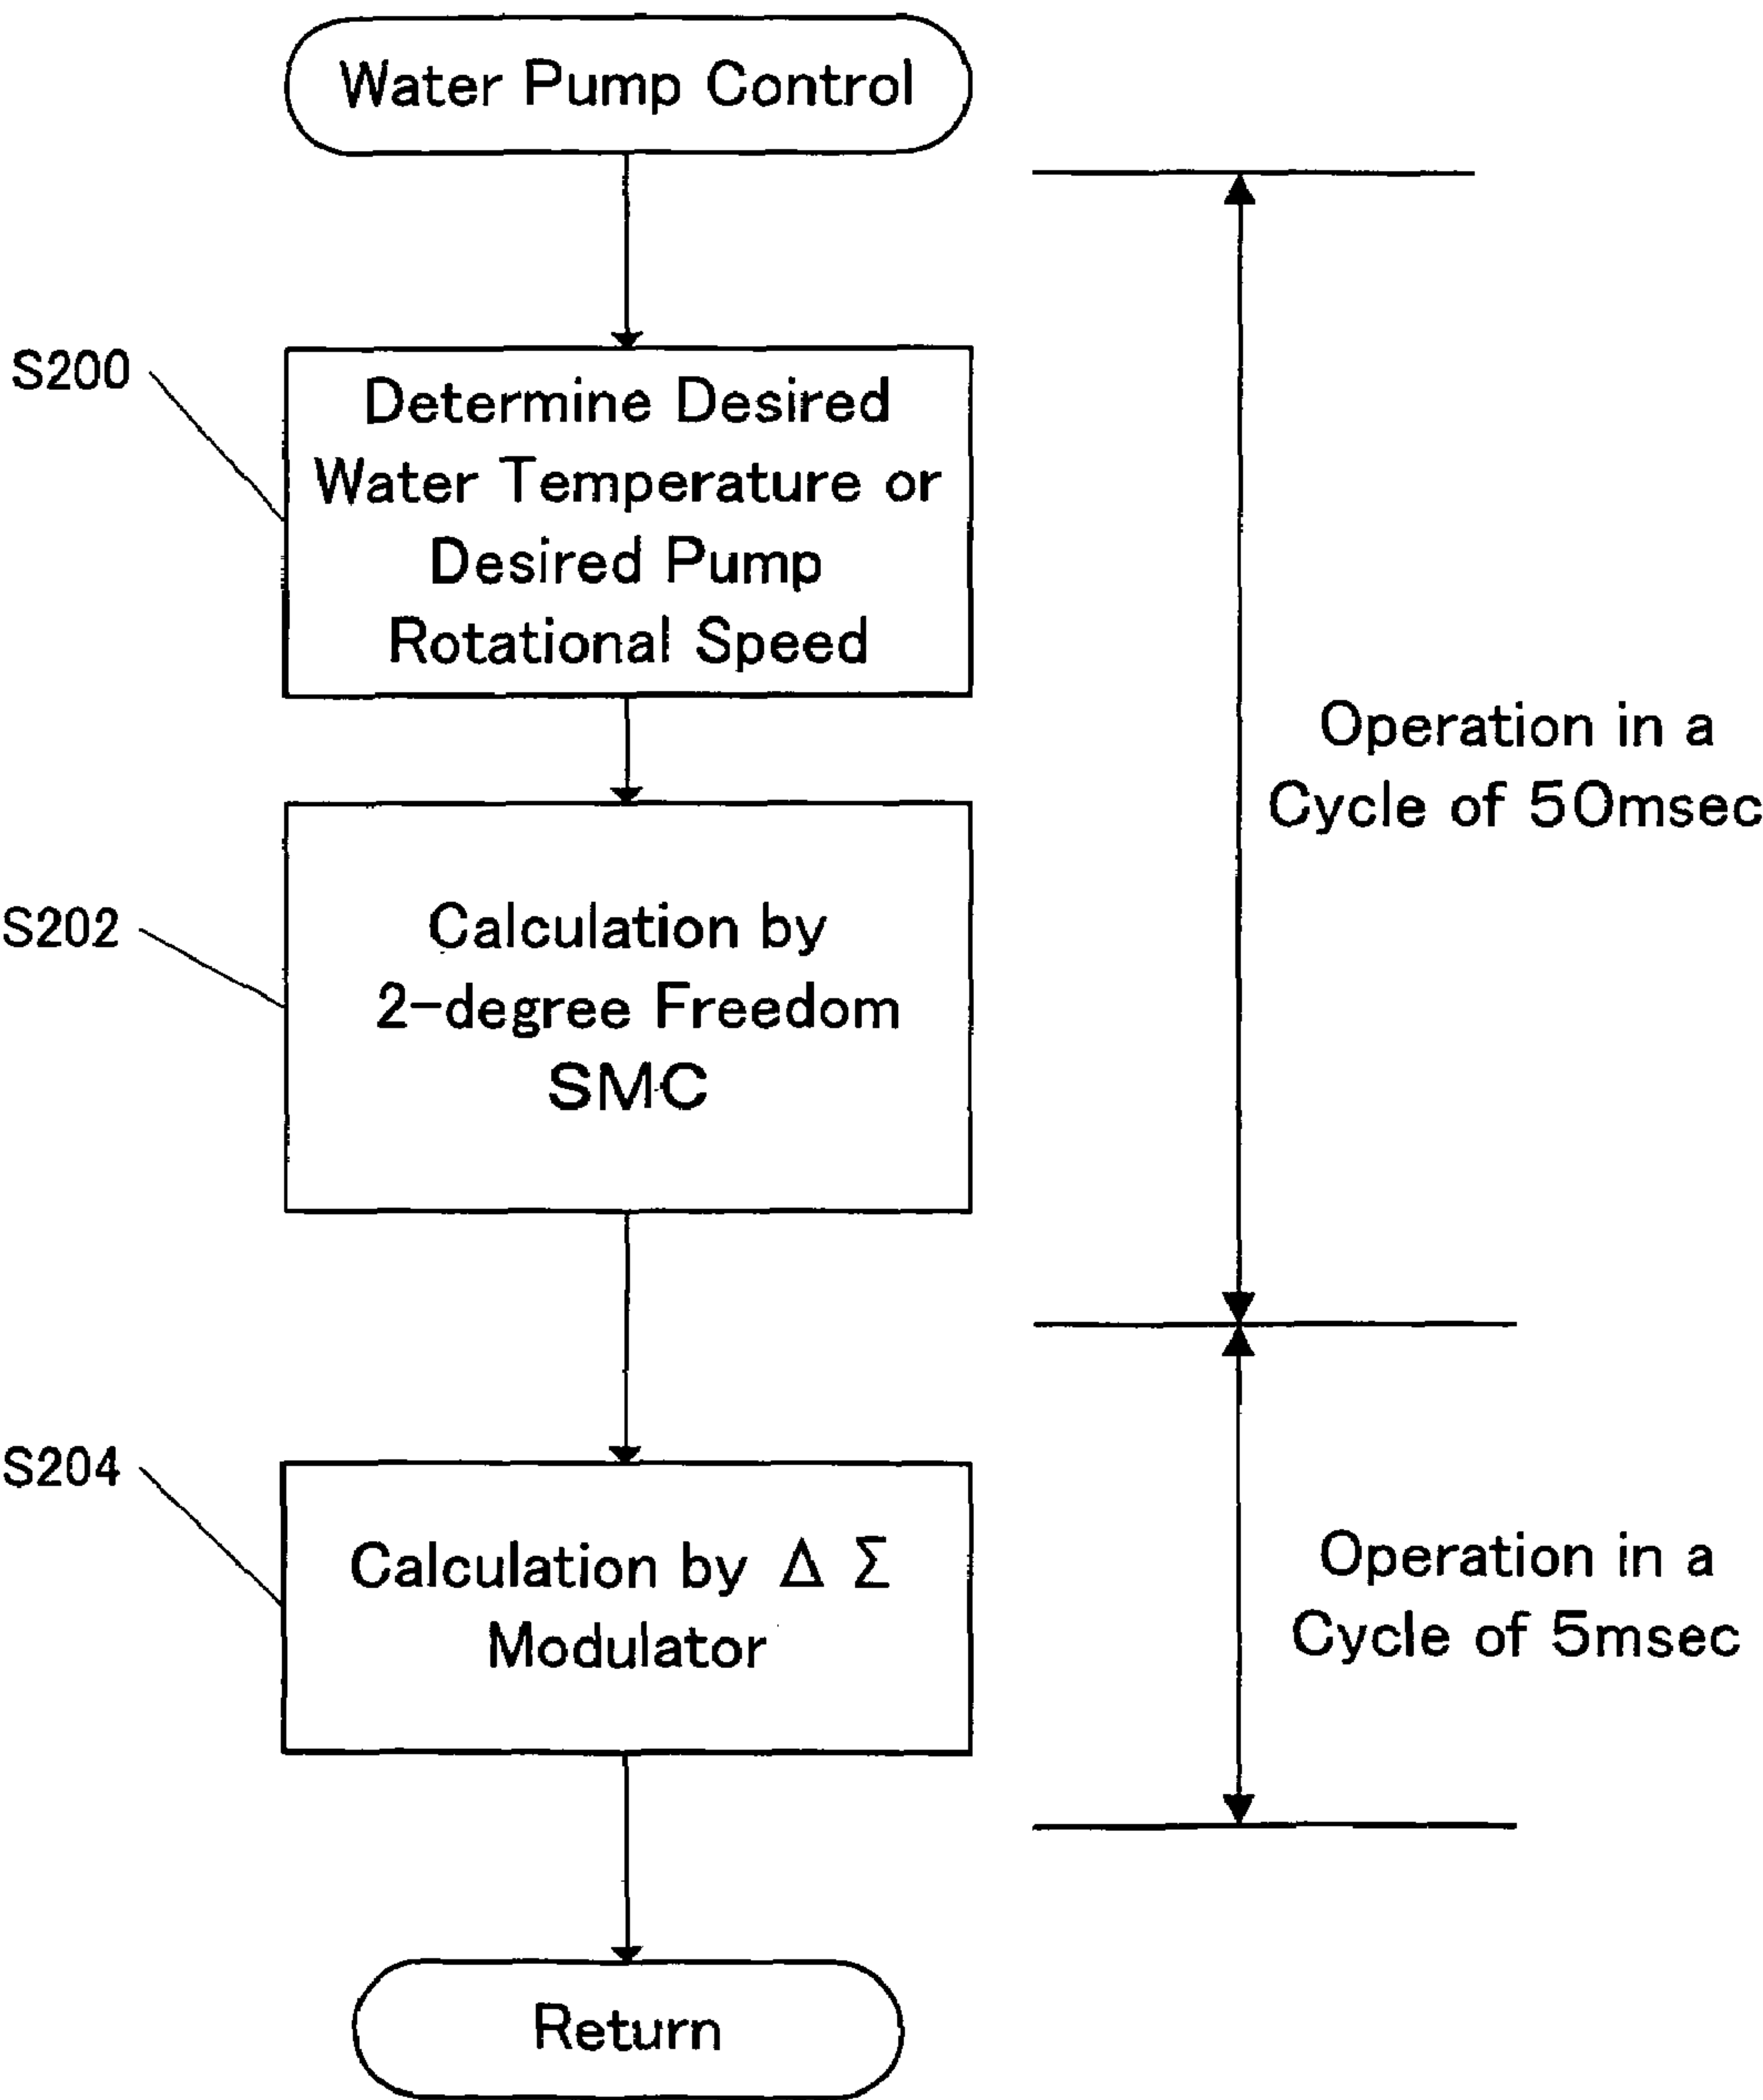 Water Pump Control
S200
Determine Desired
Water Temperature or
Desired Pump
Rotational Speed
Operation in a
Cycle of 50msec
S202
Calculation by
2-degree Freedom
SMC
S204
Calculation by Δ Σ
Modulator
Operation in a
Cycle of 5msec
Return